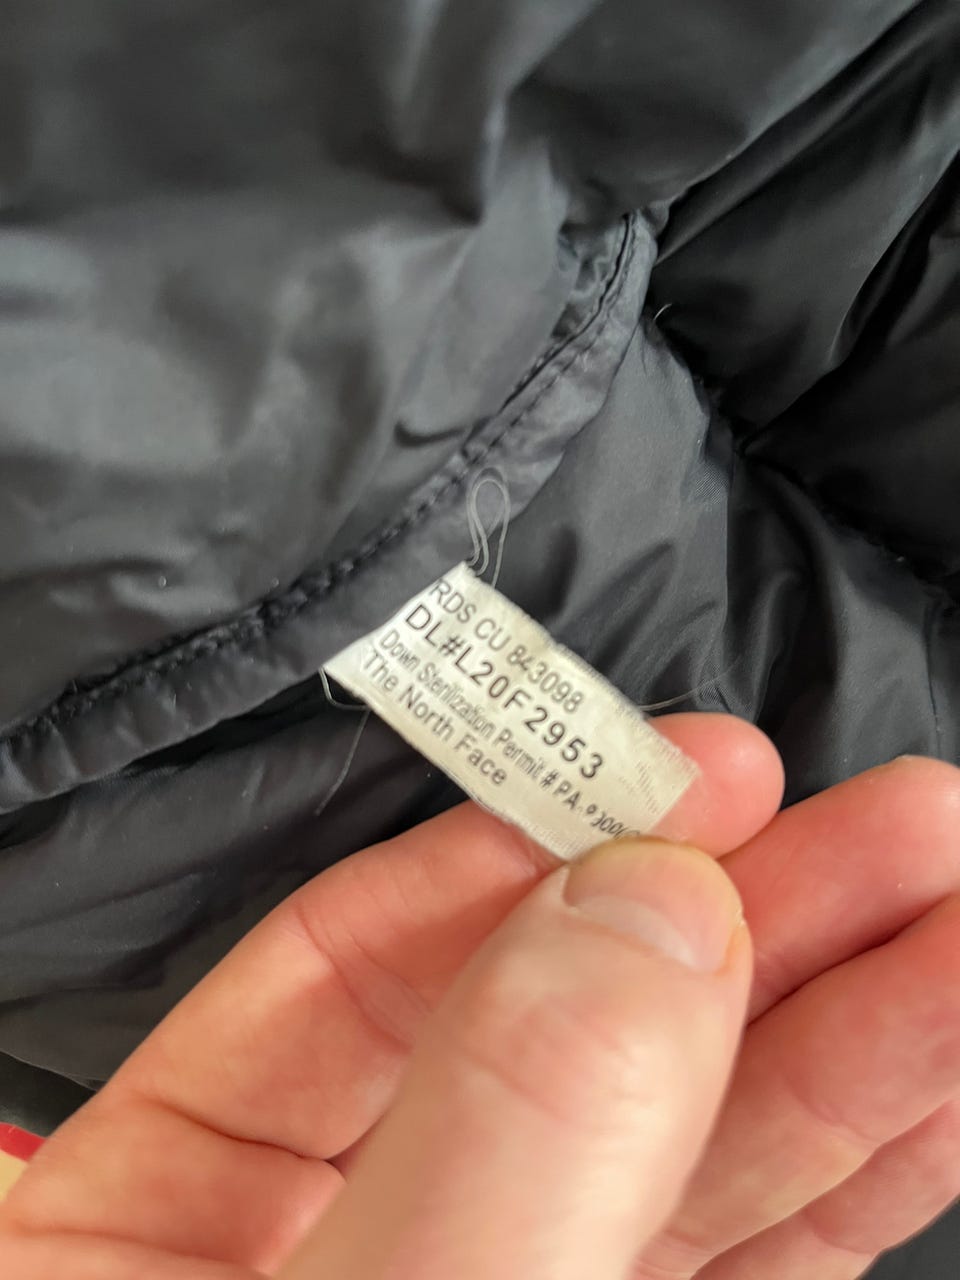 RDS CU 843098
DL#L20F2953
Down Sterilization Permit # PA.
The North Face